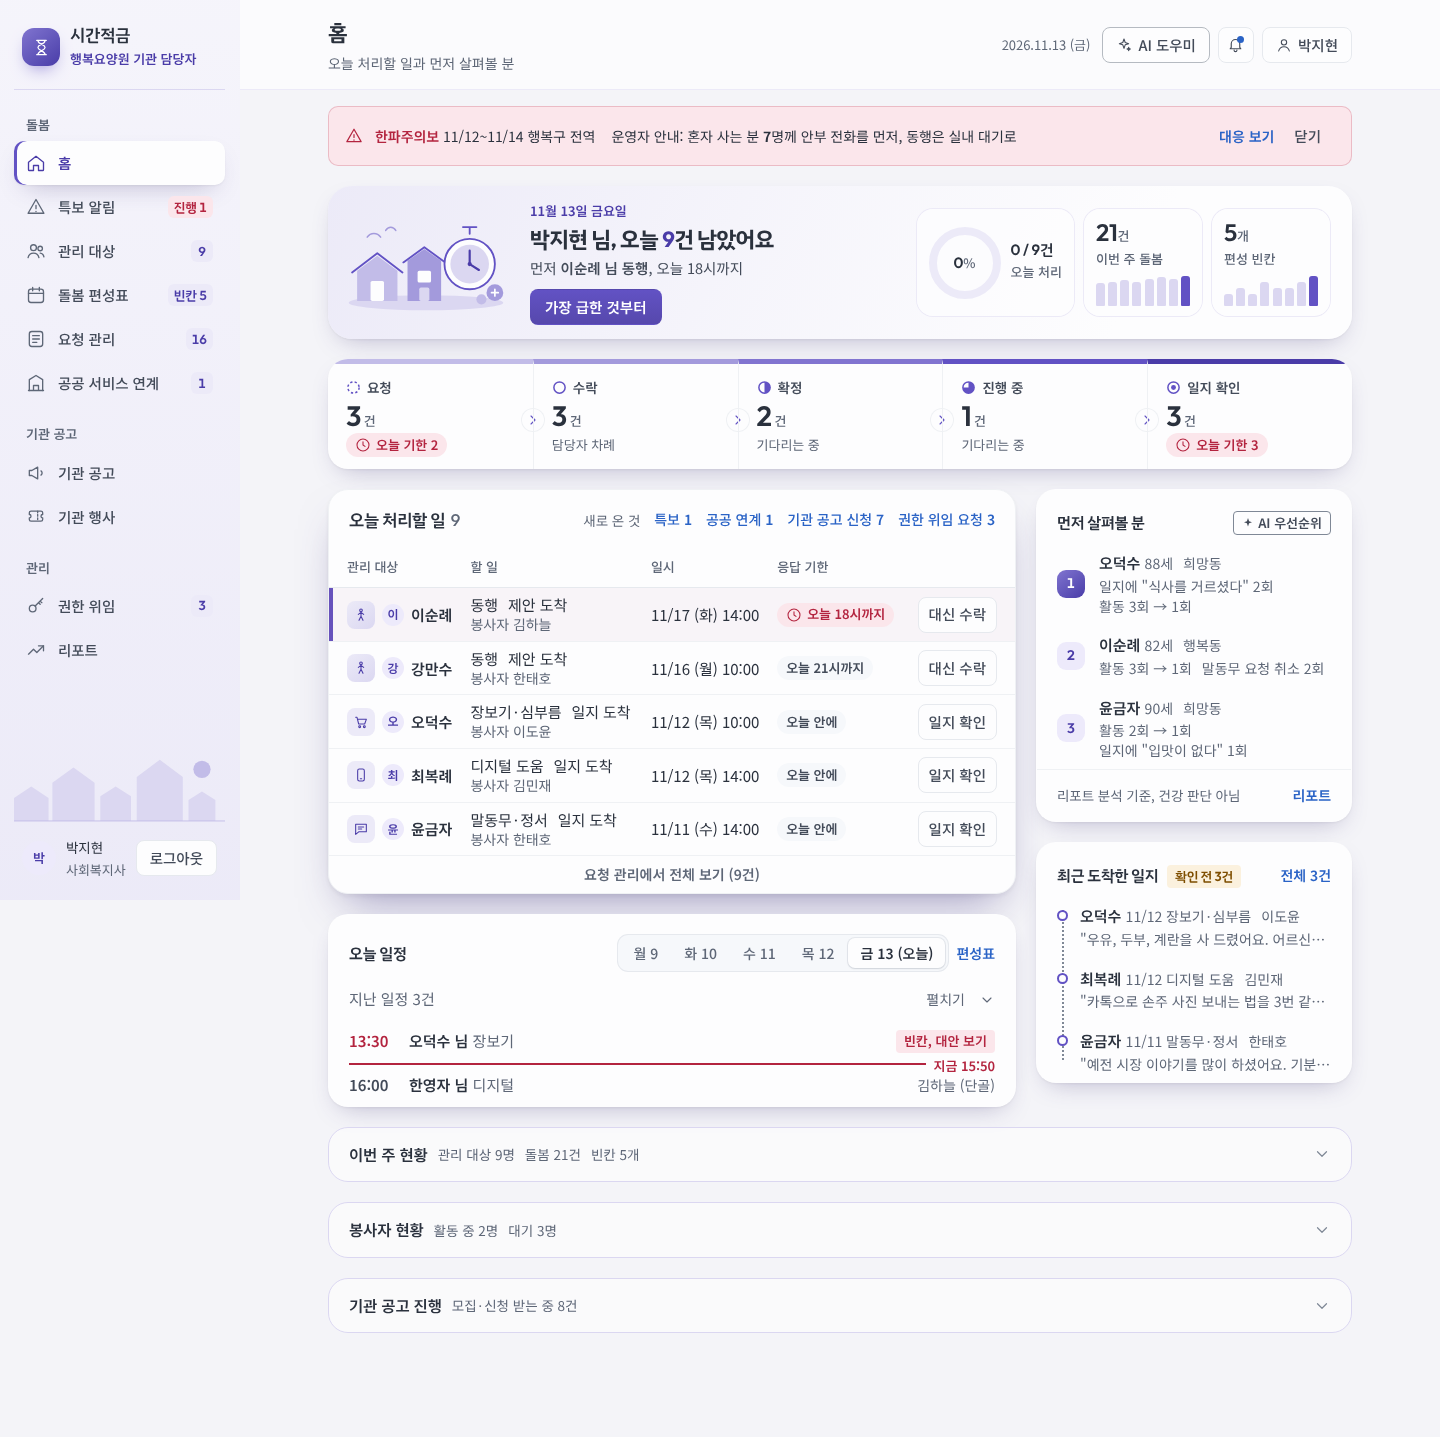 시간적금
행복요양원 기관 담당자
돌봄
홈
특보 알림 진행 1
관리 대상 9
돌봄 편성표 빈칸 5
요청 관리 16
공공 서비스 연계 1
기관 공고
기관 공고
기관 행사
관리
권한 위임 3
리포트
박 박지현
사회복지사
로그아웃
홈
오늘 처리할 일과 먼저 살펴볼 분
2026.11.13 (금) AI 도우미 박지현
한파주의보 11/12~11/14 행복구 전역 운영자 안내: 혼자 사는 분 7명께 안부 전화를 먼저, 동행은 실내 대기로 대응 보기 닫기
11월 13일 금요일
박지현 님, 오늘 9건 남았어요
먼저 이순례 님 동행, 오늘 18시까지
가장 급한 것부터
0%
0 / 9건
오늘 처리
21건
이번 주 돌봄
5개
편성 빈칸
요청
3건
오늘 기한 2
수락
3건
담당자 차례
확정
2건
기다리는 중
진행 중
1건
기다리는 중
일지 확인
3건
오늘 기한 3
오늘 처리할 일 9 새로 온 것 특보 1 공공 연계 1 기관 공고 신청 7 권한 위임 요청 3
관리 대상 할 일 일시 응답 기한
이 이순례 동행 제안 도착 11/17 (화) 14:00 오늘 18시까지 대신 수락
봉사자 김하늘
강 강만수 동행 제안 도착 11/16 (월) 10:00 오늘 21시까지 대신 수락
봉사자 한태호
오 오덕수 장보기·심부름 일지 도착 11/12 (목) 10:00 오늘 안에 일지 확인
봉사자 이도윤
최 최복례 디지털 도움 일지 도착 11/12 (목) 14:00 오늘 안에 일지 확인
봉사자 김민재
윤 윤금자 말동무·정서 일지 도착 11/11 (수) 14:00 오늘 안에 일지 확인
봉사자 한태호
요청 관리에서 전체 보기 (9건)
오늘 일정 월 9 화 10 수 11 목 12 금 13 (오늘) 편성표
지난 일정 3건 펼치기
13:30 오덕수 님 장보기 빈칸, 대안 보기
지금 15:50
16:00 한영자 님 디지털 김하늘 (단골)
먼저 살펴볼 분 AI 우선순위
1 오덕수 88세 희망동
일지에 "식사를 거르셨다" 2회
활동 3회 → 1회
2 이순례 82세 행복동
활동 3회 → 1회 말동무 요청 취소 2회
3 윤금자 90세 희망동
활동 2회 → 1회
일지에 "입맛이 없다" 1회
리포트 분석 기준, 건강 판단 아님 리포트
최근 도착한 일지 확인 전 3건 전체 3건
오덕수 11/12 장보기·심부름 이도윤
"우유, 두부, 계란을 사 드렸어요. 어르신…
최복례 11/12 디지털 도움 김민재
"카톡으로 손주 사진 보내는 법을 3번 같…
윤금자 11/11 말동무·정서 한태호
"예전 시장 이야기를 많이 하셨어요. 기분…
이번 주 현황 관리 대상 9명 돌봄 21건 빈칸 5개
봉사자 현황 활동 중 2명 대기 3명
기관 공고 진행 모집·신청 받는 중 8건